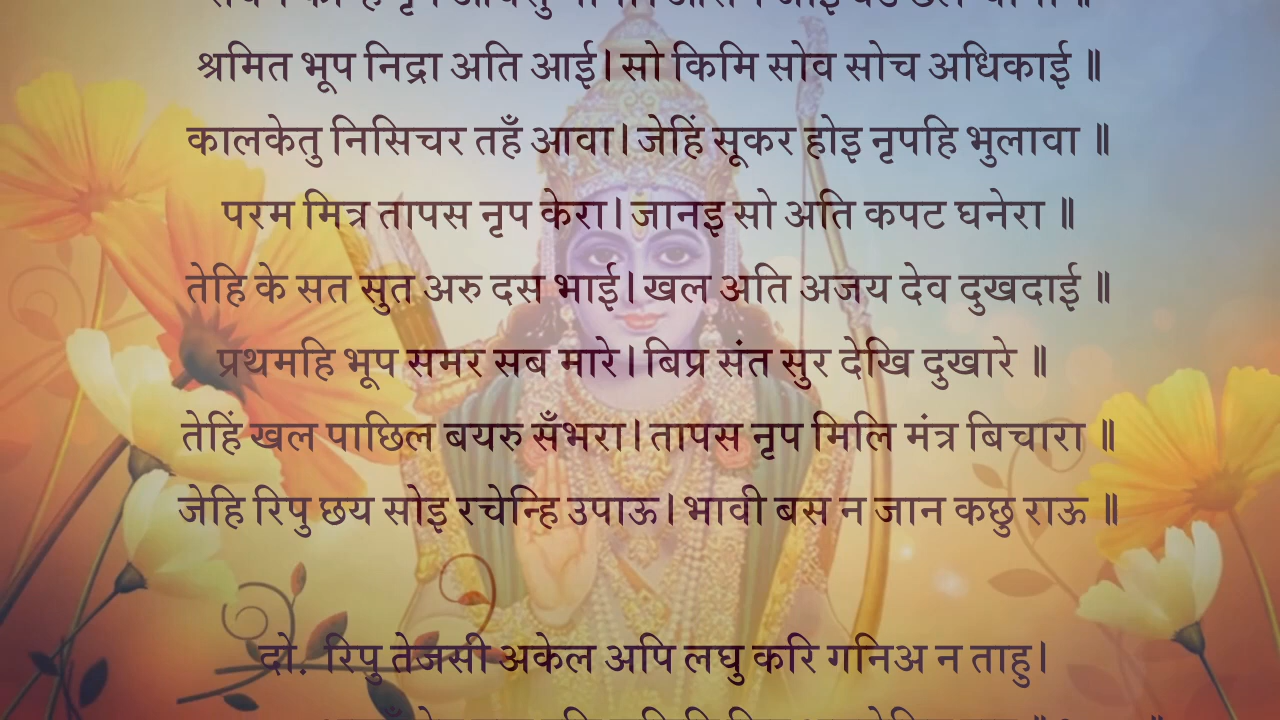 श्रमित भूप निद्रा अति आई। सो किमि सोव सोच अधिकाई ॥
कालकेतु निसिचर तहँ आवा। जेहिं सूकर होइ नृपहि भुलावा ॥
परम मित्र तापस नृप केरा। जानइ सो अति कपट घनेरा ॥
तेहि के सत सुत अरु दस भाई। खल अति अजय देव दुखदाई ॥
प्रथमहि भूप समर सब मारे। बिप्र संत सुर देखि दुखारे ॥
तेहिं खल पाछिल बयरु सँभरा। तापस नृप मिलि मंत्र बिचारा ॥
जेहि रिपु छय सोइ रचेन्हि उपाऊ। भावी बस न जान कछु राऊ ॥
दो. रिपु तेजसी अकेल अपि लघु करि गनिअ न ताहु।